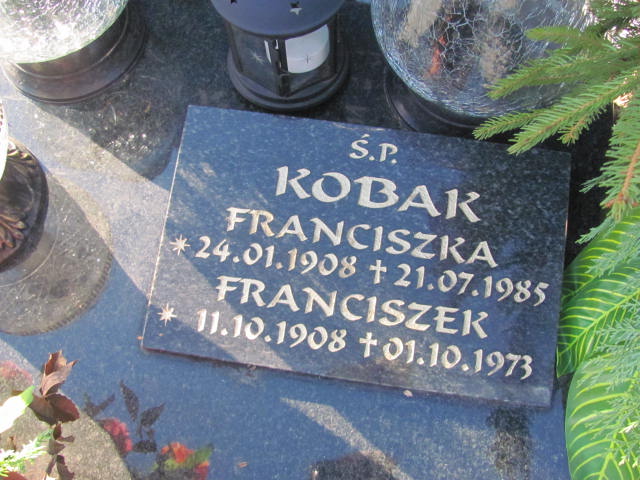 Ś.P.
KOBAK
FRANCISZKA
* 24.01.1908 ✝ 21.07.1985
FRANCISZEK
* 11.10.1908 ✝ 01.10.1973